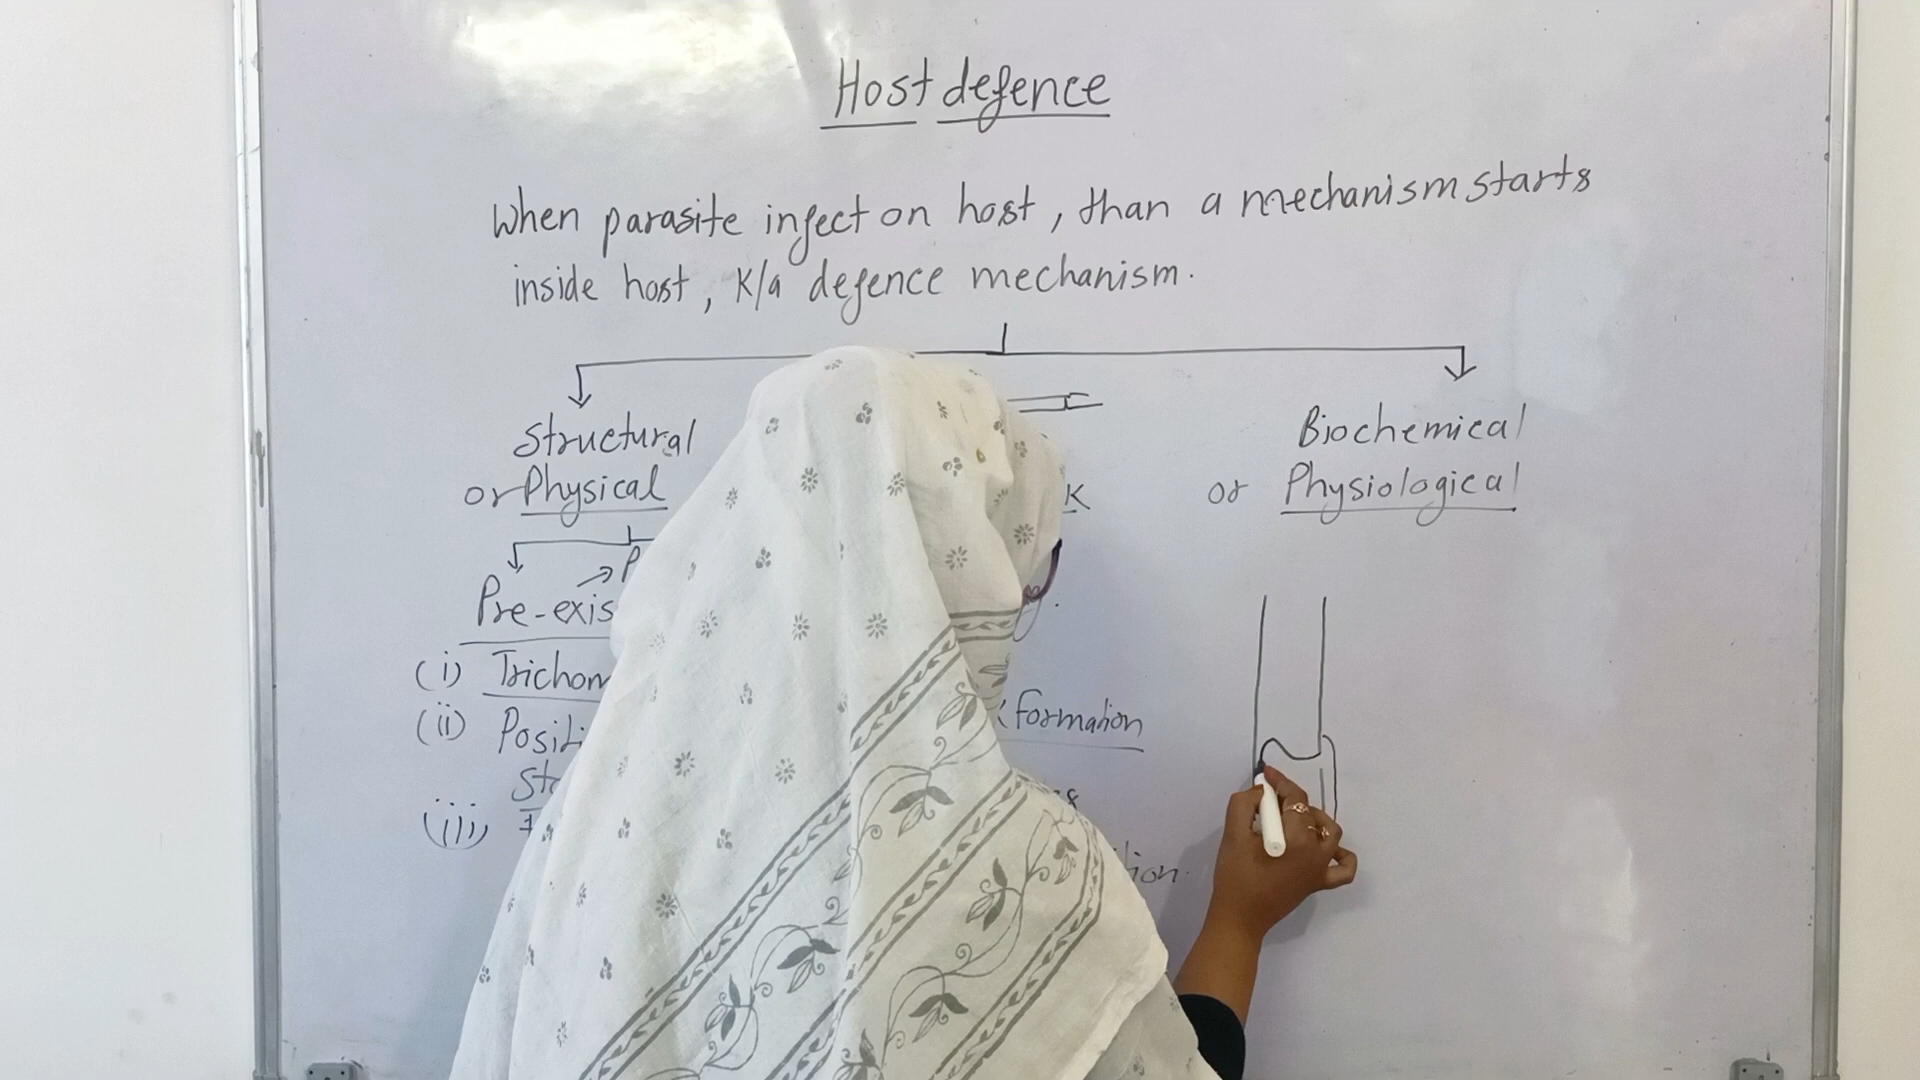 Host defence
When parasite infect on host, than a mechanism starts
inside host, K/a defence mechanism.
Structural
or Physical
Biochemical
or Physiological
Pre-exis
(i) Trichom
(ii) Positi
(iii)
Formation